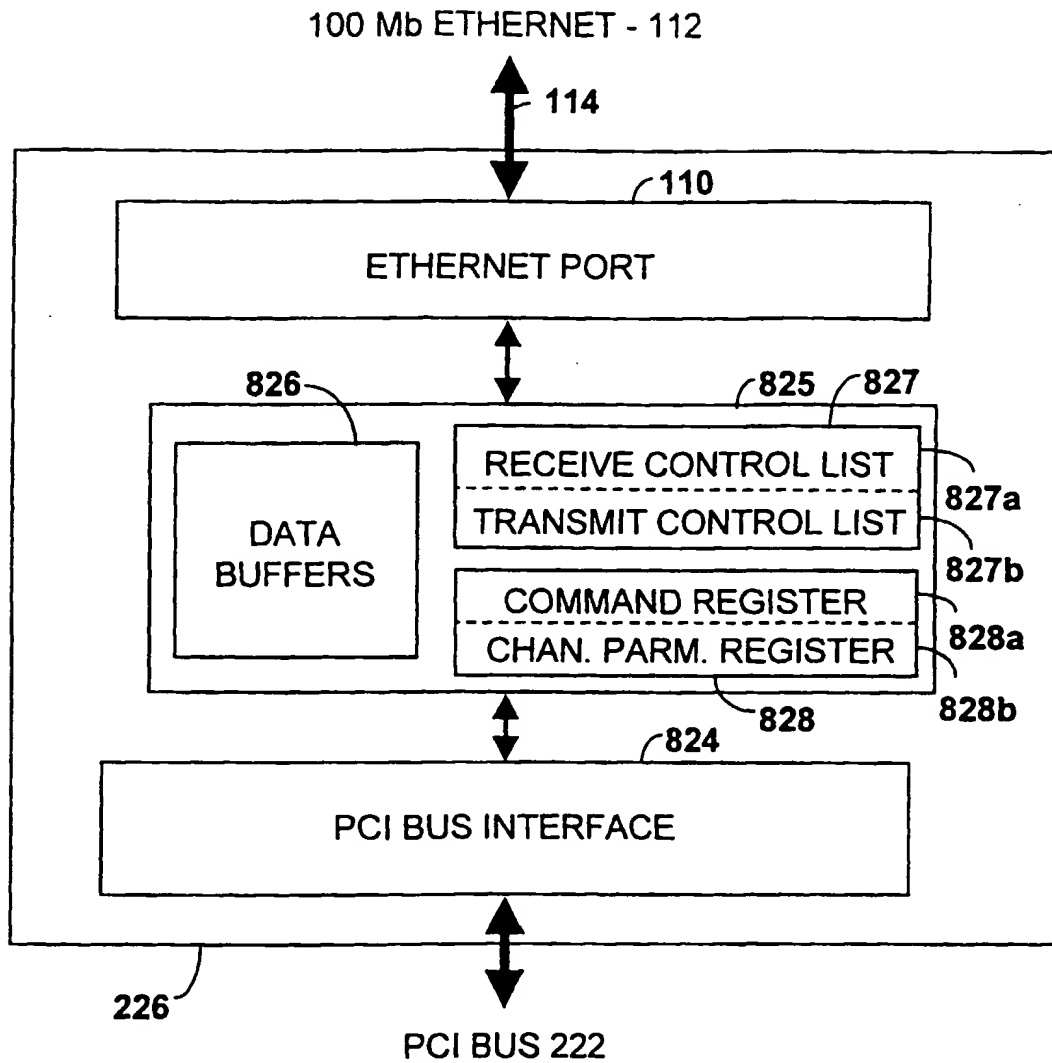 100 Mb ETHERNET - 112
114
110
ETHERNET PORT
826
825
827
DATA
BUFFERS
RECEIVE CONTROL LIST
827a
TRANSMIT CONTROL LIST
827b
COMMAND REGISTER
828a
CHAN. PARM. REGISTER
828b
828
824
PCI BUS INTERFACE
226
PCI BUS 222